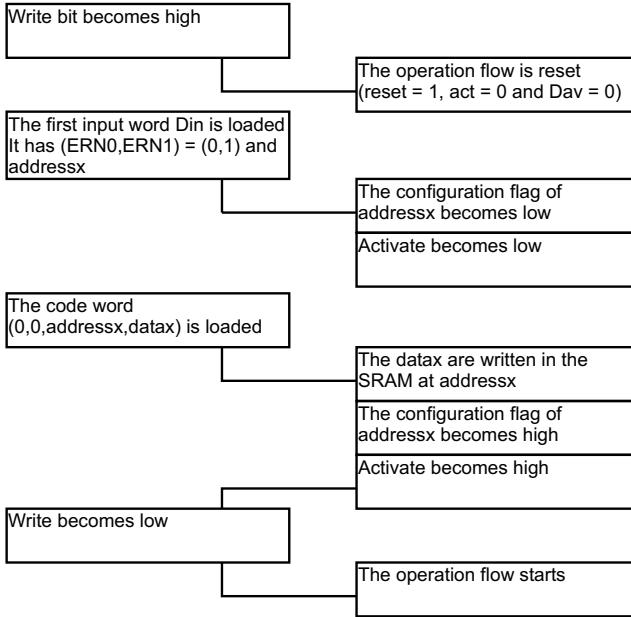 Write bit becomes high
The operation flow is reset
(reset = 1, act = 0 and Dav = 0)
The first input word Din is loaded
It has (ERN0,ERN1) = (0,1) and
addressx
The configuration flag of
addressx becomes low
Activate becomes low
The code word
(0,0,addressx,datax) is loaded
The datax are written in the
SRAM at addressx
The configuration flag of
addressx becomes high
Activate becomes high
Write becomes low
The operation flow starts